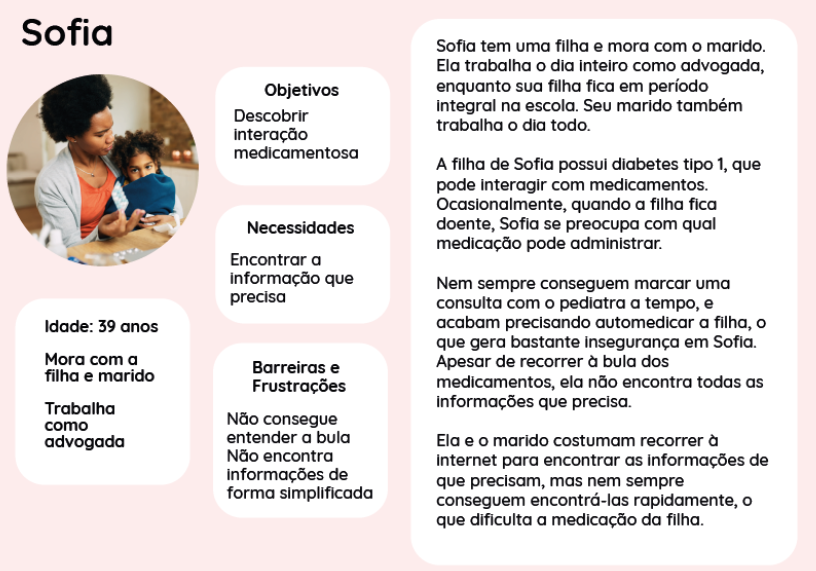 Sofia
Objetivos
Descobrir
interação
medicamentosa
Necessidades
Encontrar a
informação que
precisa
Idade: 39 anos
Mora com a
filha e marido
Trabalha
como
advogada
Barreiras e
Frustrações
Não consegue
entender a bula
Não encontra
informações de
forma simplificada
Sofia tem uma filha e mora com o marido.
Ela trabalha o dia inteiro como advogada,
enquanto sua filha fica em período
integral na escola. Seu marido também
trabalha o dia todo.
A filha de Sofia possui diabetes tipo 1, que
pode interagir com medicamentos.
Ocasionalmente, quando a filha fica
doente, Sofia se preocupa com qual
medicação pode administrar.
Nem sempre conseguem marcar uma
consulta com o pediatra a tempo, e
acabam precisando automedicar a filha, o
que gera bastante insegurança em Sofia.
Apesar de recorrer à bula dos
medicamentos, ela não encontra todas as
informações que precisa.
Ela e o marido costumam recorrer à
internet para encontrar as informações de
que precisam, mas nem sempre
conseguem encontrá-las rapidamente, o
que dificulta a medicação da filha.